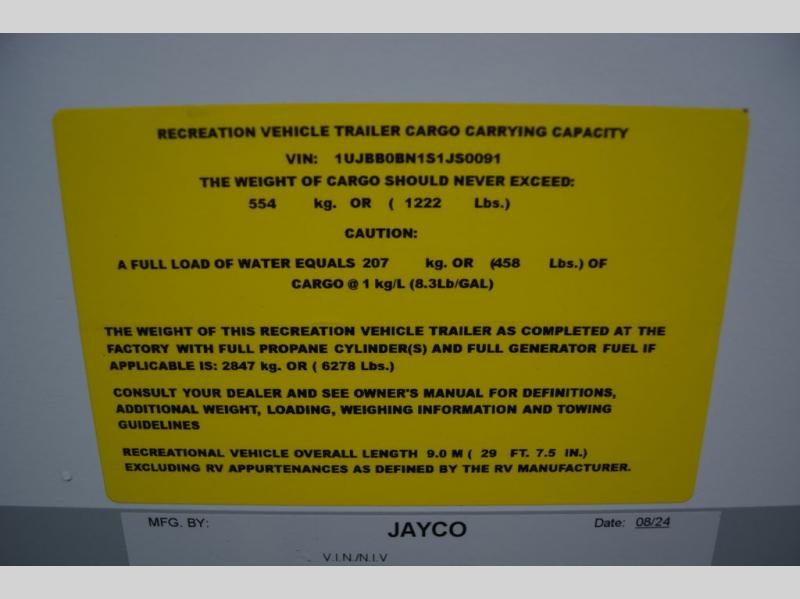 RECREATION VEHICLE TRAILER CARGO CARRYING CAPACITY
VIN: 1UJBB0BN1S1JS0091
THE WEIGHT OF CARGO SHOULD NEVER EXCEED:
554 kg. OR ( 1222 Lbs.)
CAUTION:
A FULL LOAD OF WATER EQUALS 207 kg. OR (458 Lbs.) OF
CARGO @ 1 kg/L (8.3Lb/GAL)
THE WEIGHT OF THIS RECREATION VEHICLE TRAILER AS COMPLETED AT THE
FACTORY WITH FULL PROPANE CYLINDER(S) AND FULL GENERATOR FUEL IF
APPLICABLE IS: 2847 kg. OR ( 6278 Lbs.)
CONSULT YOUR DEALER AND SEE OWNER'S MANUAL FOR DEFINITIONS,
ADDITIONAL WEIGHT, LOADING, WEIGHING INFORMATION AND TOWING
GUIDELINES
RECREATIONAL VEHICLE OVERALL LENGTH 9.0 M ( 29 FT. 7.5 IN.)
EXCLUDING RV APPURTENANCES AS DEFINED BY THE RV MANUFACTURER.
MFG. BY: JAYCO Date: 08/24
V.I.N./N.I.V